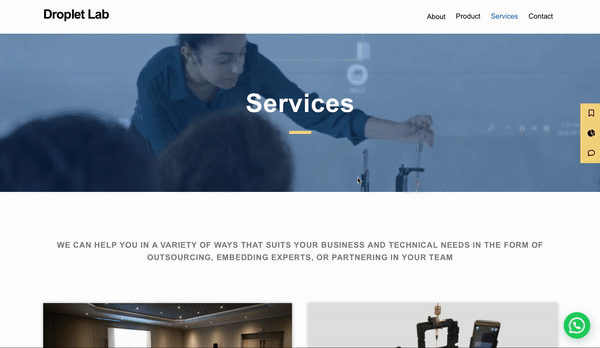 Droplet Lab
About Product Services Contact
Services
WE CAN HELP YOU IN A VARIETY OF WAYS THAT SUITS YOUR BUSINESS AND TECHNICAL NEEDS IN THE FORM OF
OUTSOURCING, EMBEDDING EXPERTS, OR PARTNERING IN YOUR TEAM